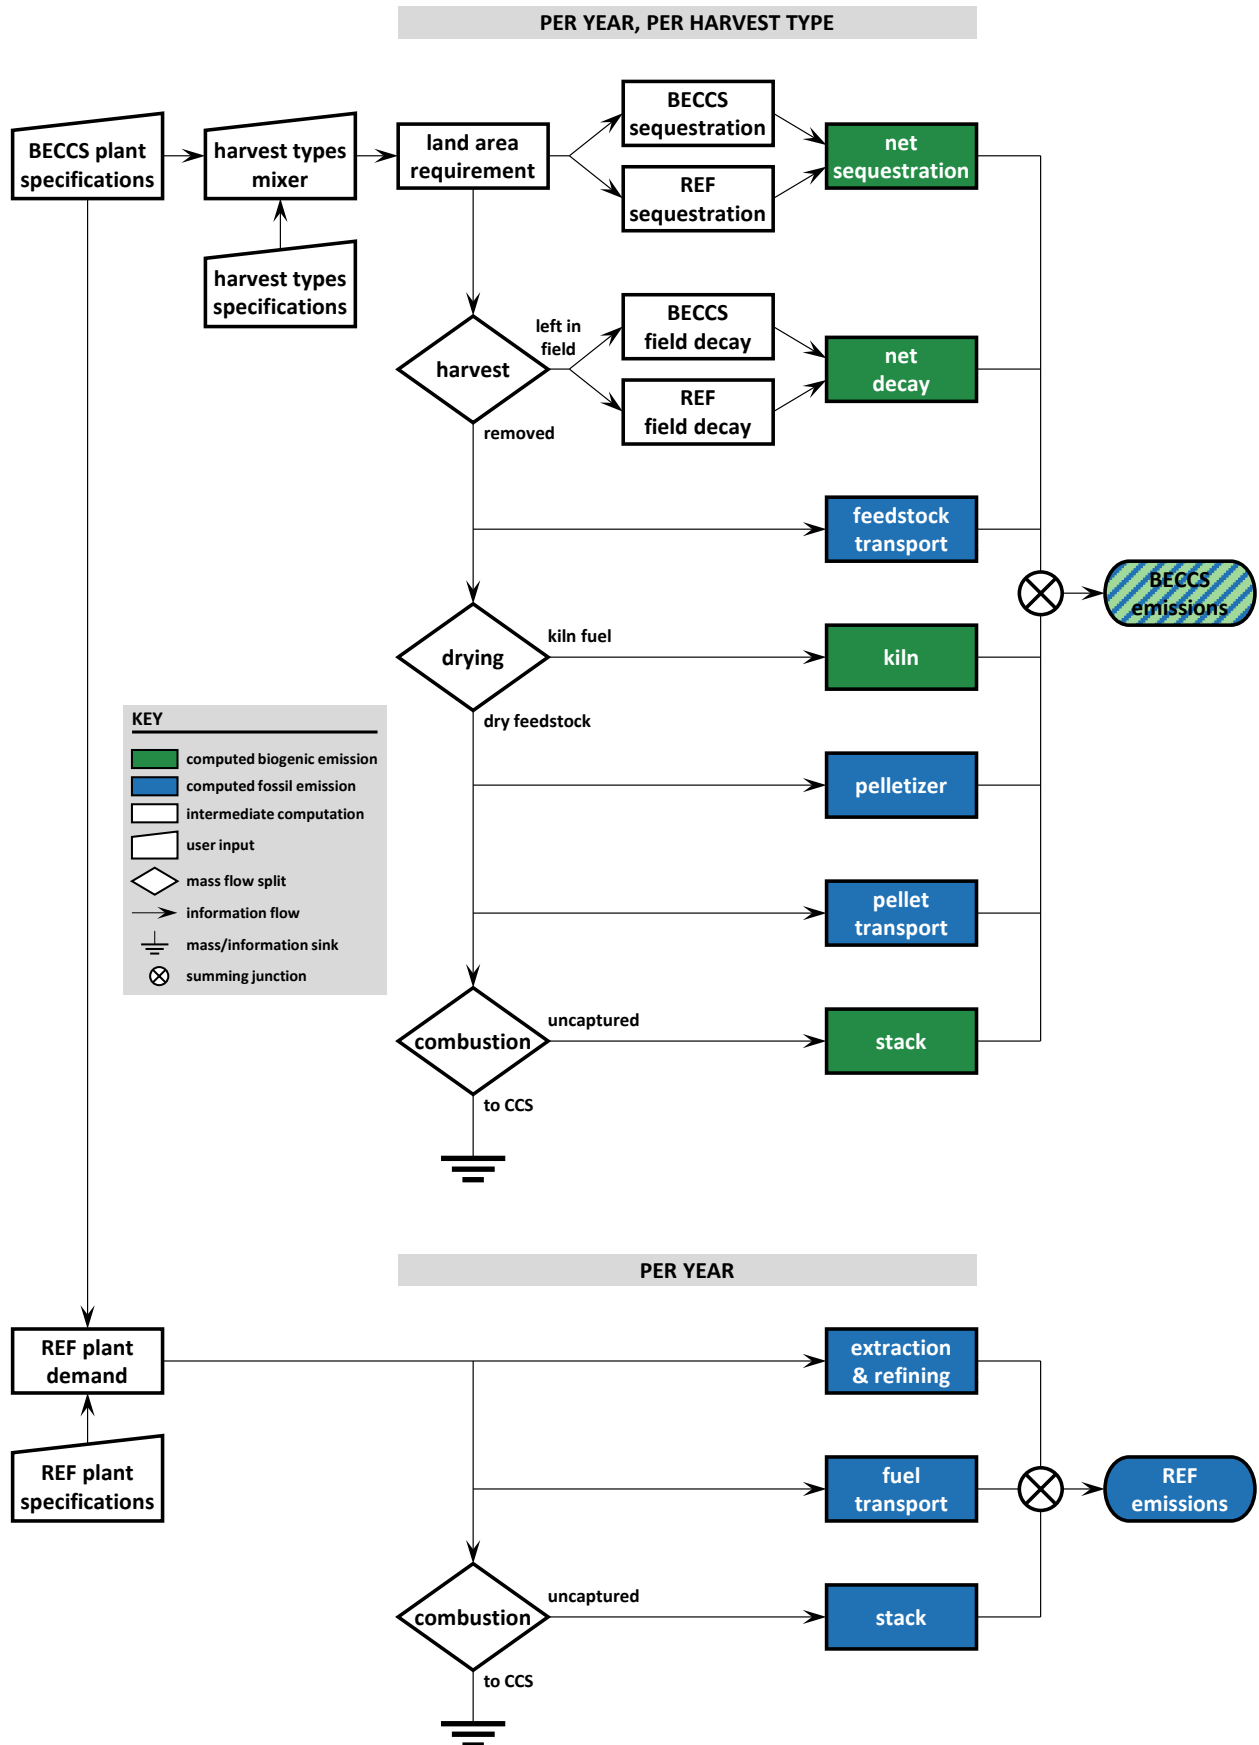 PER YEAR, PER HARVEST TYPE
BECCS plant
specifications
harvest types
mixer
harvest types
specifications
land area
requirement
BECCS
sequestration
REF
sequestration
net
sequestration
harvest
left in
field
removed
BECCS
field decay
REF
field decay
net
decay
feedstock
transport
BECCS
emissions
drying
kiln fuel
dry feedstock
kiln
pelletizer
pellet
transport
combustion
uncaptured
to CCS
stack
KEY
computed biogenic emission
computed fossil emission
intermediate computation
user input
mass flow split
information flow
mass/information sink
summing junction
PER YEAR
REF plant
demand
REF plant
specifications
extraction
& refining
fuel
transport
REF
emissions
combustion
uncaptured
to CCS
stack